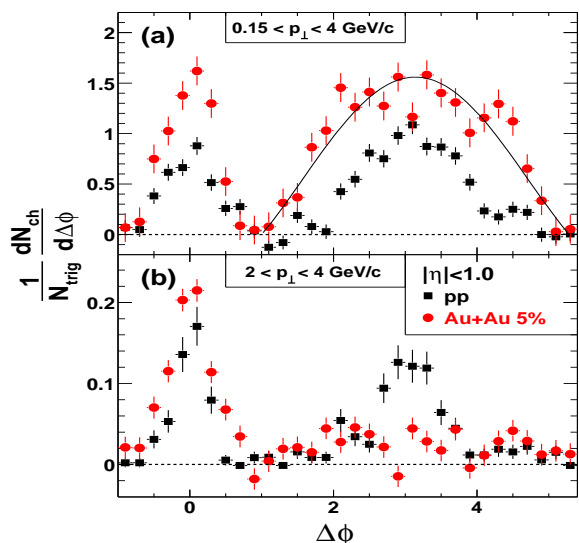 (a)
0.15 < p⊥ < 4 GeV/c
2
1.5
1
0.5
0
1/N_trig dN_ch/dΔϕ
(b)
2 < p⊥ < 4 GeV/c
|η|<1.0
pp
Au+Au 5%
0.2
0.1
0
0 2 4
Δϕ